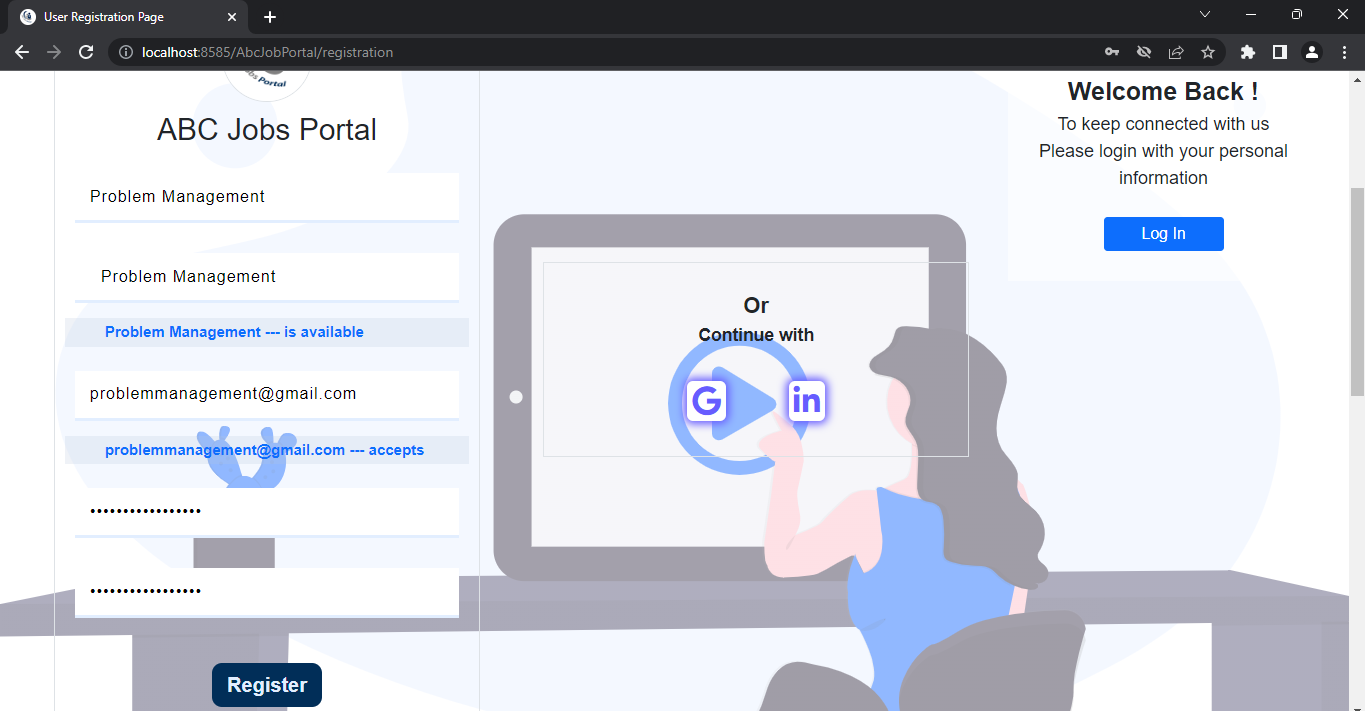 User Registration Page
localhost:8585/AbcJobPortal/registration
bs Portal
ABC Jobs Portal
Problem Management
Problem Management
Problem Management --- is available
problemmanagement@gmail.com
problemmanagement@gmail.com --- accepts
•••••••••••••••••
•••••••••••••••••
Register
Or
Continue with
G
in
Welcome Back !
To keep connected with us
Please login with your personal
information
Log In